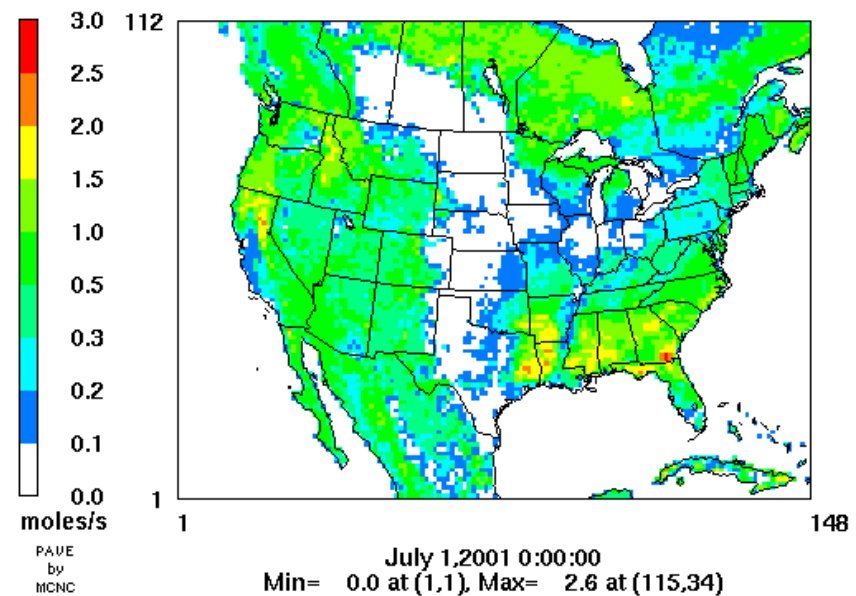 3.0
2.5
2.0
1.5
1.0
0.5
0.3
0.2
0.1
0.0
moles/s
PAVE
by
MCNC
112
1
1
148
July 1,2001 0:00:00
Min= 0.0 at (1,1), Max= 2.6 at (115,34)